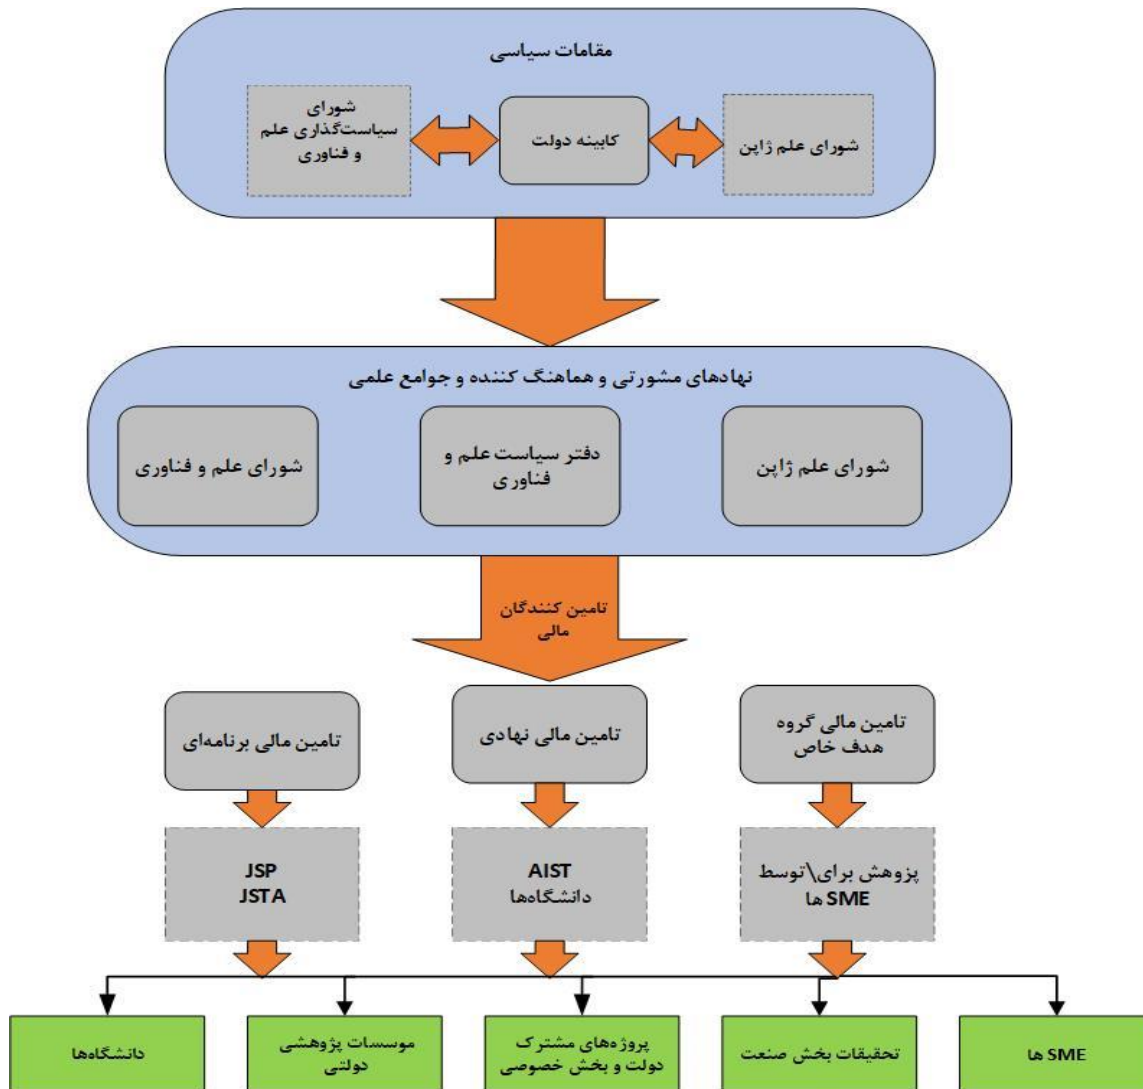 مقامات سیاسی
شورای علم ژاپن
کابینه دولت
شورای
سیاست‌گذاری علم
و فناوری
نهادهای مشورتی و هماهنگ کننده و جوامع علمی
شورای علم ژاپن
دفتر سیاست علم و
فناوری
شورای علم و فناوری
تامین کنندگان
مالی
تامین مالی گروه
هدف خاص
تامین مالی نهادی
تامین مالی برنامه‌ای
پزوهش برای\توسط
SME ها
AIST
دانشگاه‌ها
JSP
JSTA
SME ها
تحقیقات بخش صنعت
پروژه‌های مشترک
دولت و بخش خصوصی
موسسات پژوهشی
دولتی
دانشگاه‌ها